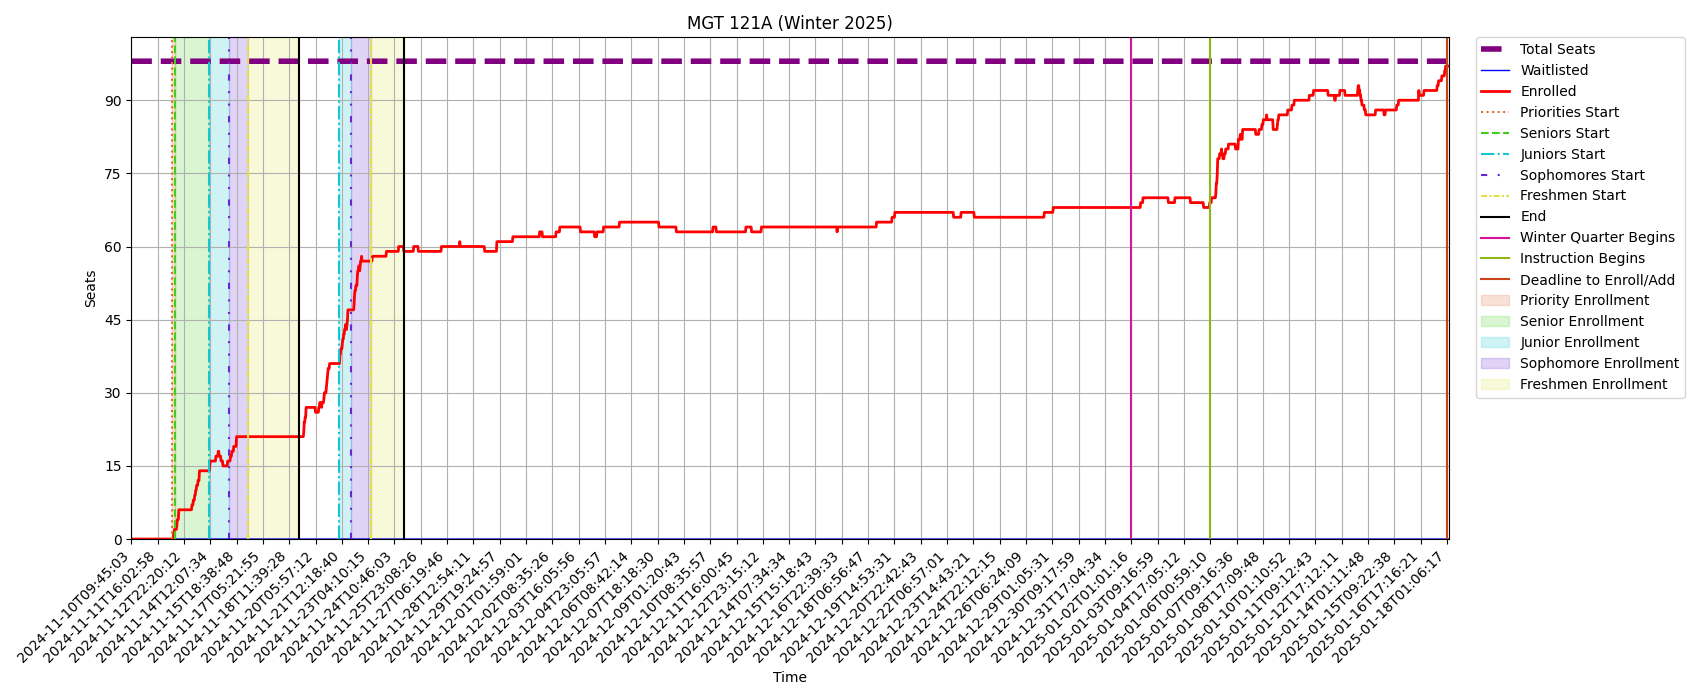 MGT 121A (Winter 2025)
Seats
90
75
60
45
30
15
0
2024-11-10T09:45:03
2024-11-11T16:02:58
2024-11-12T22:20:12
2024-11-14T12:07:34
2024-11-15T18:38:48
2024-11-17T05:21:55
2024-11-18T11:39:28
2024-11-20T05:57:12
2024-11-21T12:18:40
2024-11-23T04:10:15
2024-11-24T10:46:03
2024-11-25T23:08:26
2024-11-27T06:19:46
2024-11-28T12:54:11
2024-11-29T19:24:57
2024-12-01T01:59:01
2024-12-02T08:35:26
2024-12-03T16:05:56
2024-12-04T23:05:57
2024-12-06T08:42:14
2024-12-07T18:18:30
2024-12-09T01:20:43
2024-12-10T08:35:57
2024-12-11T16:00:45
2024-12-12T23:15:12
2024-12-14T07:34:34
2024-12-15T15:18:43
2024-12-16T22:39:33
2024-12-18T06:56:47
2024-12-19T14:53:31
2024-12-20T22:42:43
2024-12-22T06:57:01
2024-12-23T14:43:21
2024-12-24T22:12:15
2024-12-26T06:24:09
2024-12-29T01:05:31
2024-12-30T09:17:59
2024-12-31T17:04:34
2025-01-02T01:01:16
2025-01-03T09:16:59
2025-01-04T17:05:12
2025-01-06T00:59:10
2025-01-07T09:16:36
2025-01-08T17:09:48
2025-01-10T01:10:52
2025-01-11T09:12:43
2025-01-12T17:12:11
2025-01-14T01:11:48
2025-01-15T09:22:38
2025-01-16T17:16:21
2025-01-18T01:06:17
Time
Total Seats
Waitlisted
Enrolled
Priorities Start
Seniors Start
Juniors Start
Sophomores Start
Freshmen Start
End
Winter Quarter Begins
Instruction Begins
Deadline to Enroll/Add
Priority Enrollment
Senior Enrollment
Junior Enrollment
Sophomore Enrollment
Freshmen Enrollment